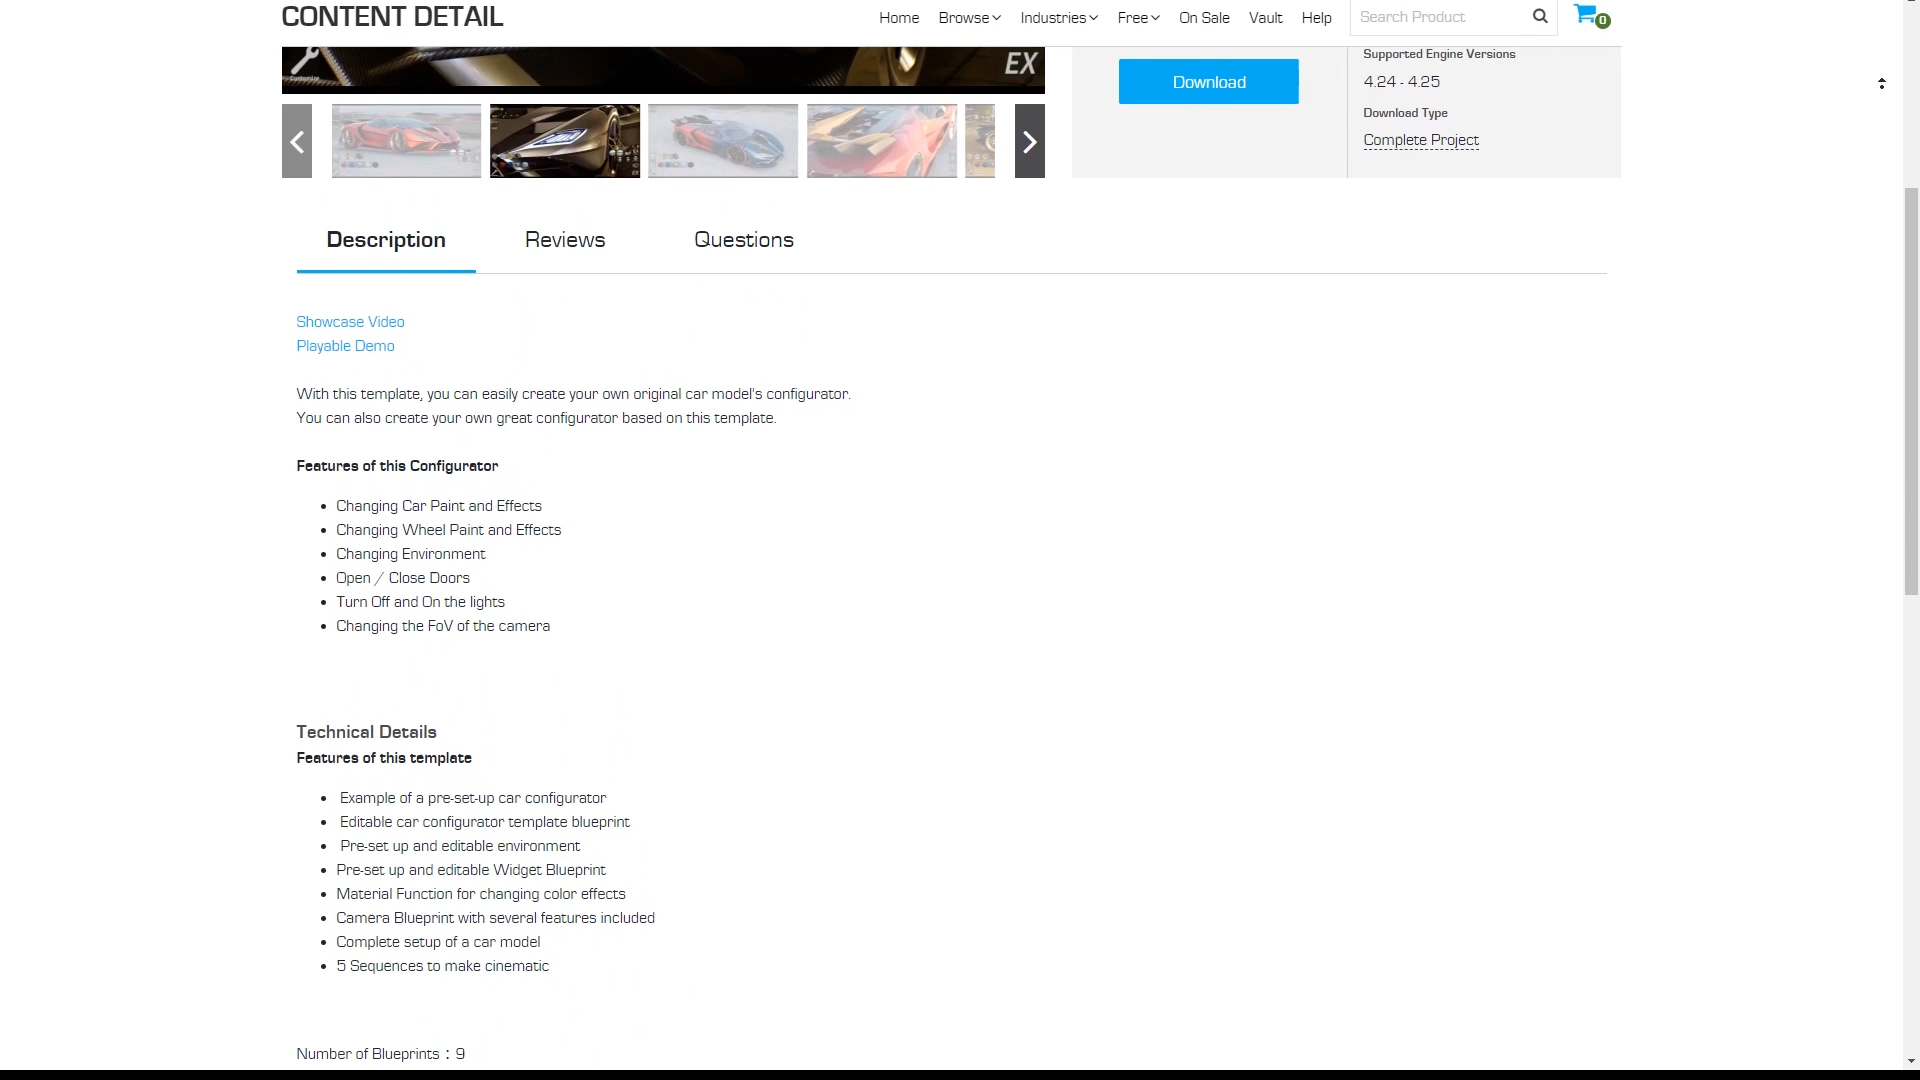 CONTENT DETAIL
Home Browse Industries Free On Sale Vault Help Search Product 0
Customize
EX
Download
Supported Engine Versions
4.24 - 4.25
Download Type
Complete Project
Description Reviews Questions
Showcase Video
Playable Demo
With this template, you can easily create your own original car model's configurator.
You can also create your own great configurator based on this template.
Features of this Configurator
• Changing Car Paint and Effects
• Changing Wheel Paint and Effects
• Changing Environment
• Open / Close Doors
• Turn Off and On the lights
• Changing the FoV of the camera
Technical Details
Features of this template
• Example of a pre-set-up car configurator
• Editable car configurator template blueprint
• Pre-set up and editable environment
• Pre-set up and editable Widget Blueprint
• Material Function for changing color effects
• Camera Blueprint with several features included
• Complete setup of a car model
• 5 Sequences to make cinematic
Number of Blueprints : 9